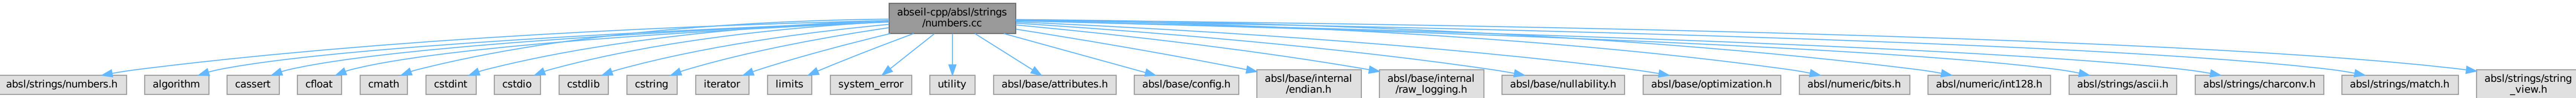 abseil-cpp/absl/strings
/numbers.cc
absl/strings/numbers.h
algorithm
cassert
cfloat
cmath
cstdint
cstdio
cstdlib
cstring
iterator
limits
system_error
utility
absl/base/attributes.h
absl/base/config.h
absl/base/internal
/endian.h
absl/base/internal
/raw_logging.h
absl/base/nullability.h
absl/base/optimization.h
absl/numeric/bits.h
absl/numeric/int128.h
absl/strings/ascii.h
absl/strings/charconv.h
absl/strings/match.h
absl/strings/string
_view.h